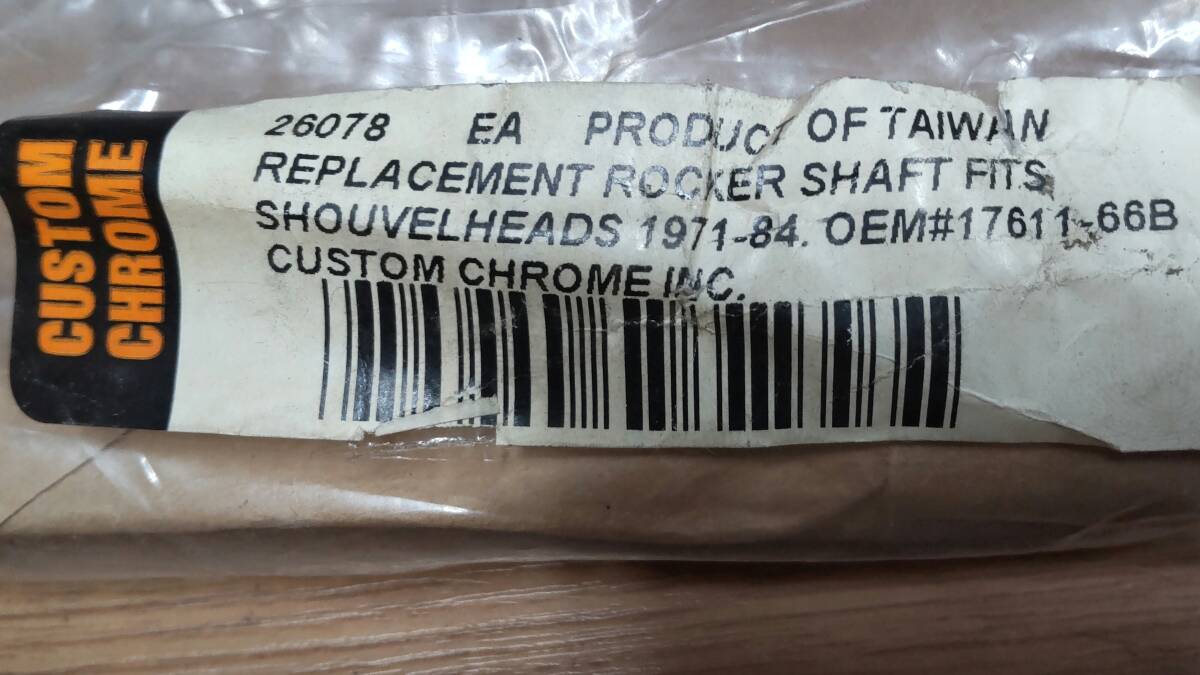 CUSTOM
CHROME
26078 EA PRODUCT OF TAIWAN
REPLACEMENT ROCKER SHAFT FITS
SHOUVELHEADS 1971-84. OEM#17611-66B
CUSTOM CHROME INC.